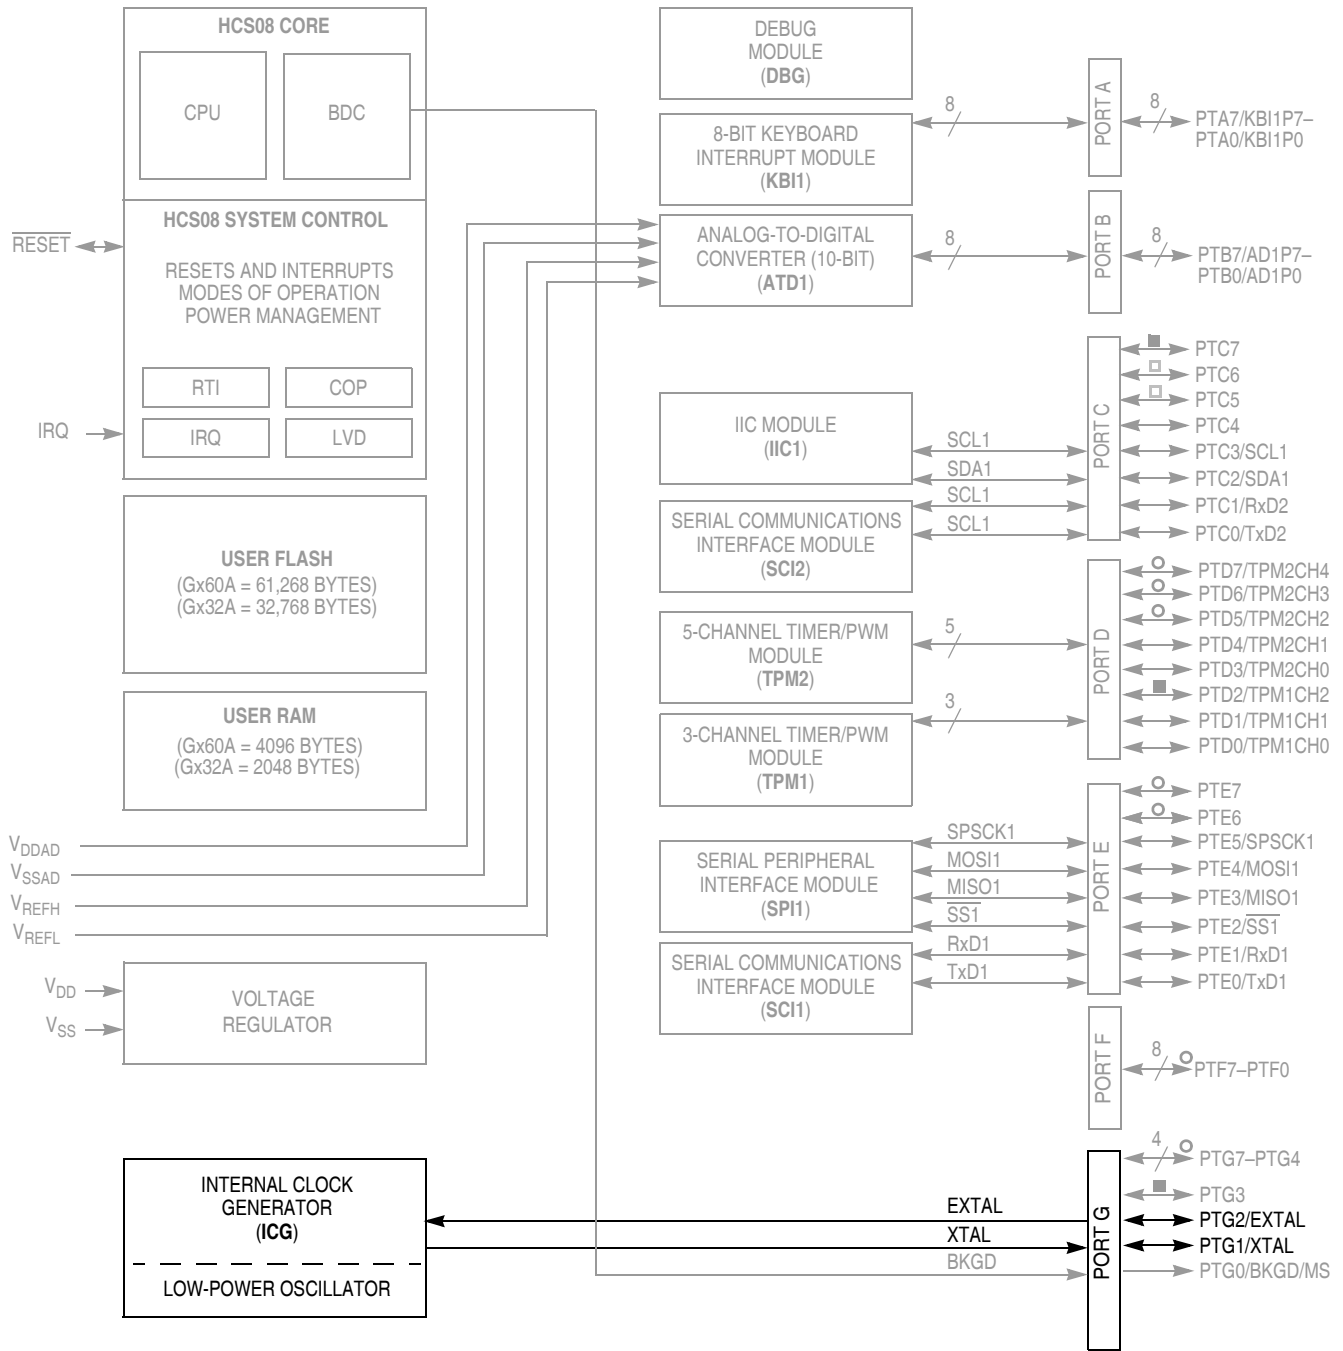 HCS08 CORE
CPU
BDC
HCS08 SYSTEM CONTROL
RESET
RESETS AND INTERRUPTS
MODES OF OPERATION
POWER MANAGEMENT
RTI
COP
IRQ
IRQ
LVD
USER FLASH
(Gx60A = 61,268 BYTES)
(Gx32A = 32,768 BYTES)
USER RAM
(Gx60A = 4096 BYTES)
(Gx32A = 2048 BYTES)
VDDAD
VSSAD
VREFH
VREFL
VDD
VSS
VOLTAGE
REGULATOR
INTERNAL CLOCK
GENERATOR
(ICG)
LOW-POWER OSCILLATOR
DEBUG
MODULE
(DBG)
8-BIT KEYBOARD
INTERRUPT MODULE
(KBI1)
8
PORT A
8
PTA7/KBI1P7–
PTA0/KBI1P0
ANALOG-TO-DIGITAL
CONVERTER (10-BIT)
(ATD1)
8
PORT B
8
PTB7/AD1P7–
PTB0/AD1P0
IIC MODULE
(IIC1)
SCL1
SDA1
SERIAL COMMUNICATIONS
INTERFACE MODULE
(SCI2)
SCL1
SCL1
PORT C
PTC7
PTC6
PTC5
PTC4
PTC3/SCL1
PTC2/SDA1
PTC1/RxD2
PTC0/TxD2
5-CHANNEL TIMER/PWM
MODULE
(TPM2)
5
3-CHANNEL TIMER/PWM
MODULE
(TPM1)
3
PORT D
PTD7/TPM2CH4
PTD6/TPM2CH3
PTD5/TPM2CH2
PTD4/TPM2CH1
PTD3/TPM2CH0
PTD2/TPM1CH2
PTD1/TPM1CH1
PTD0/TPM1CH0
SERIAL PERIPHERAL
INTERFACE MODULE
(SPI1)
SPSCK1
MOSI1
MISO1
SS1
SERIAL COMMUNICATIONS
INTERFACE MODULE
(SCI1)
RxD1
TxD1
PORT E
PTE7
PTE6
PTE5/SPSCK1
PTE4/MOSI1
PTE3/MISO1
PTE2/SS1
PTE1/RxD1
PTE0/TxD1
PORT F
8
PTF7–PTF0
EXTAL
XTAL
BKGD
PORT G
4
PTG7–PTG4
PTG3
PTG2/EXTAL
PTG1/XTAL
PTG0/BKGD/MS